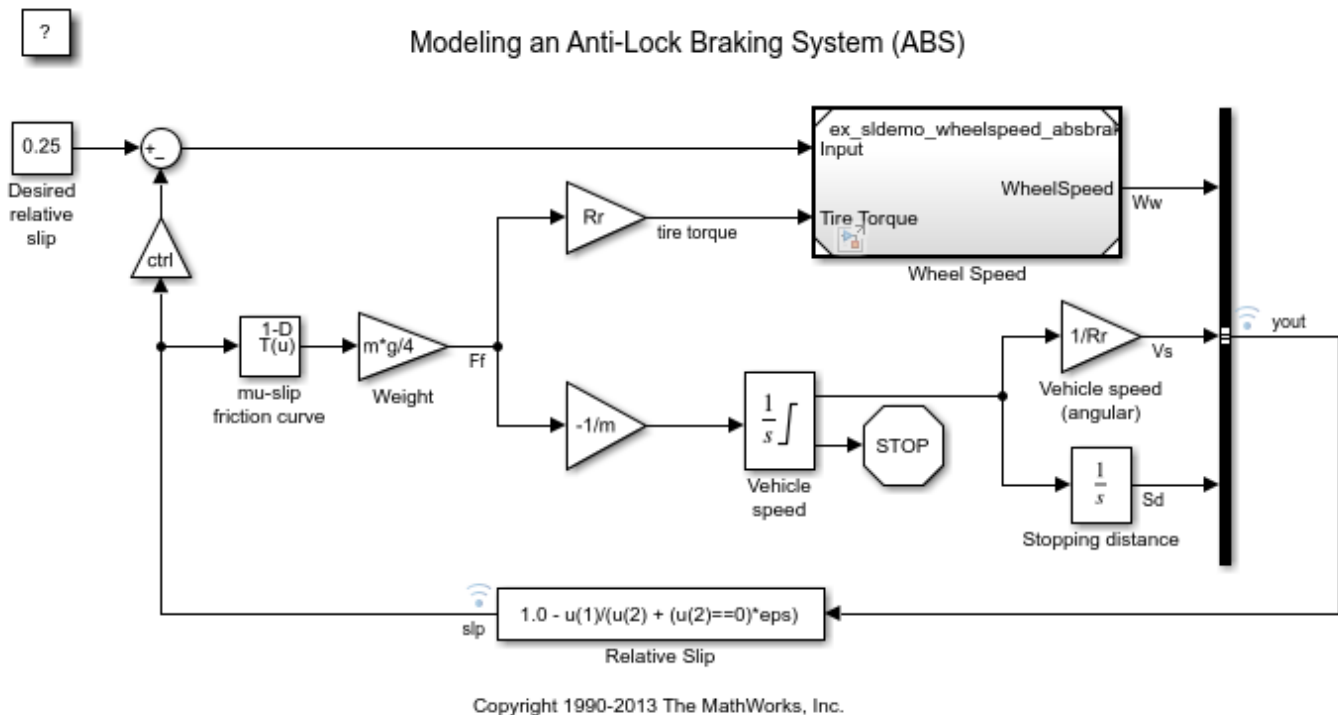 ?
Modeling an Anti-Lock Braking System (ABS)
0.25
Desired
relative
slip
+
-
ctrl
1-D
T(u)
mu-slip
friction curve
m*g/4
Weight
Ff
Rr
tire torque
ex_sldemo_wheelspeed_absbrak
Input
WheelSpeed
Tire Torque
Wheel Speed
Ww
-1/m
1
s
Vehicle
speed
STOP
1/Rr
Vs
Vehicle speed
(angular)
1
s
Sd
Stopping distance
yout
slp
1.0 - u(1)/(u(2) + (u(2)==0)*eps)
Relative Slip
Copyright 1990-2013 The MathWorks, Inc.